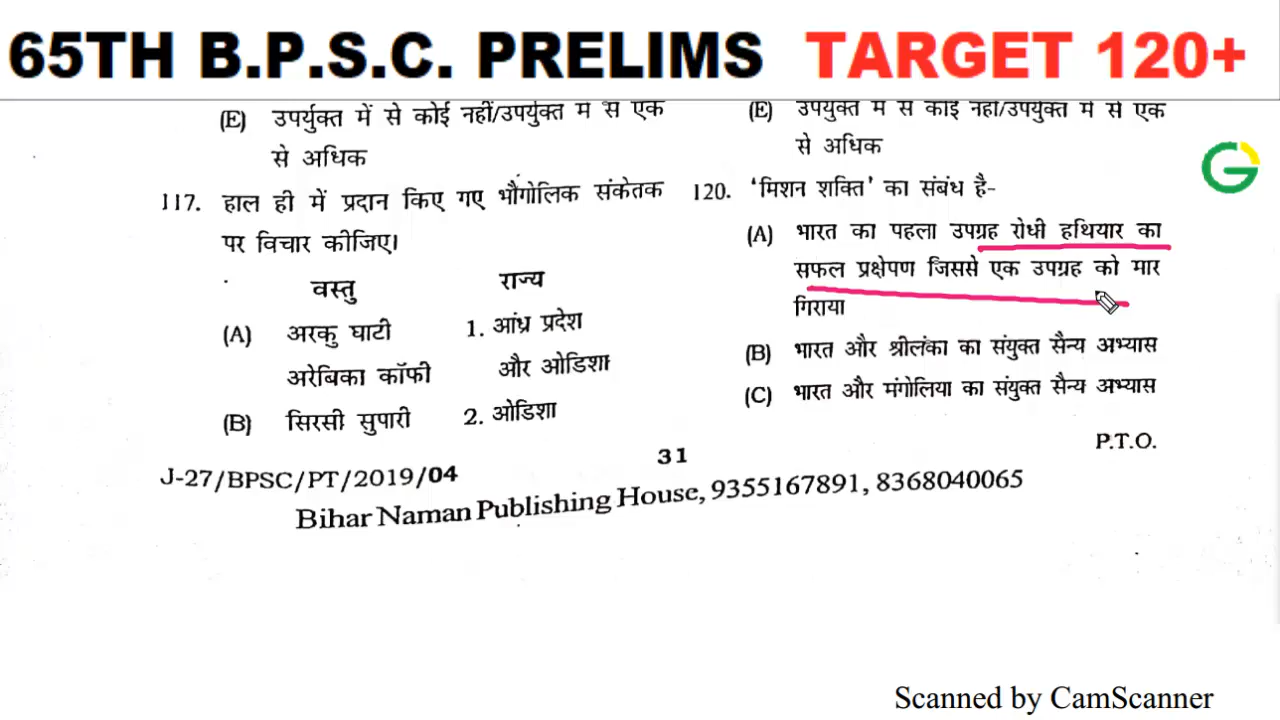 65TH B.P.S.C. PRELIMS TARGET 120+
(E) उपर्युक्त में से कोई नहीं/उपर्युक्त में से एक
से अधिक
117. हाल ही में प्रदान किए गए भौगोलिक संकेतक
पर विचार कीजिए।
वस्तु राज्य
(A) अरकु घाटी 1. आंध्र प्रदेश
अरेबिका कॉफी और ओडिशा
(B) सिरसी सुपारी 2. ओडिशा
(E) उपर्युक्त में से कोई नहीं/उपर्युक्त में से एक
से अधिक
120. 'मिशन शक्ति' का संबंध है-
(A) भारत का पहला उपग्रह रोधी हथियार का
सफल प्रक्षेपण जिससे एक उपग्रह को मार
गिराया
(B) भारत और श्रीलंका का संयुक्त सैन्य अभ्यास
(C) भारत और मंगोलिया का संयुक्त सैन्य अभ्यास
P.T.O.
31
J-27/BPSC/PT/2019/04
Bihar Naman Publishing House, 9355167891, 8368040065
Scanned by CamScanner